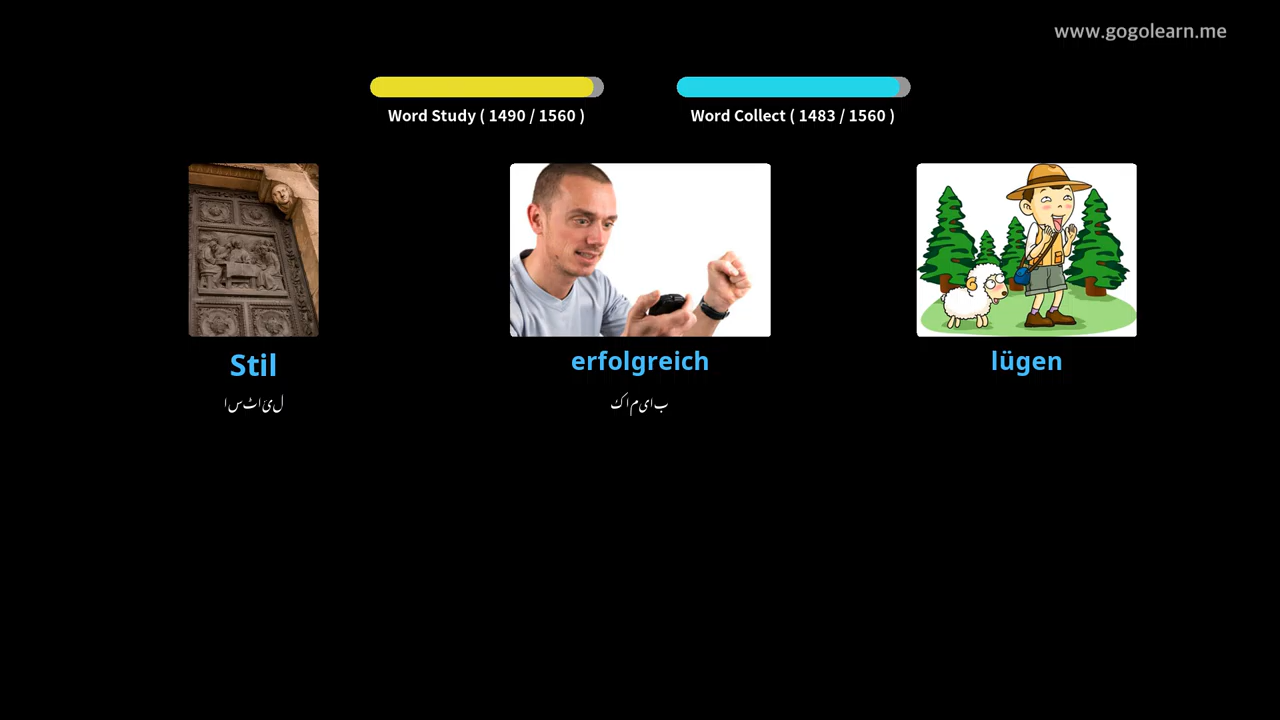 www.gogolearn.me
Word Study ( 1490 / 1560 )
Word Collect ( 1483 / 1560 )
Stil
erfolgreich
lügen
اسٹائل
کامیاب